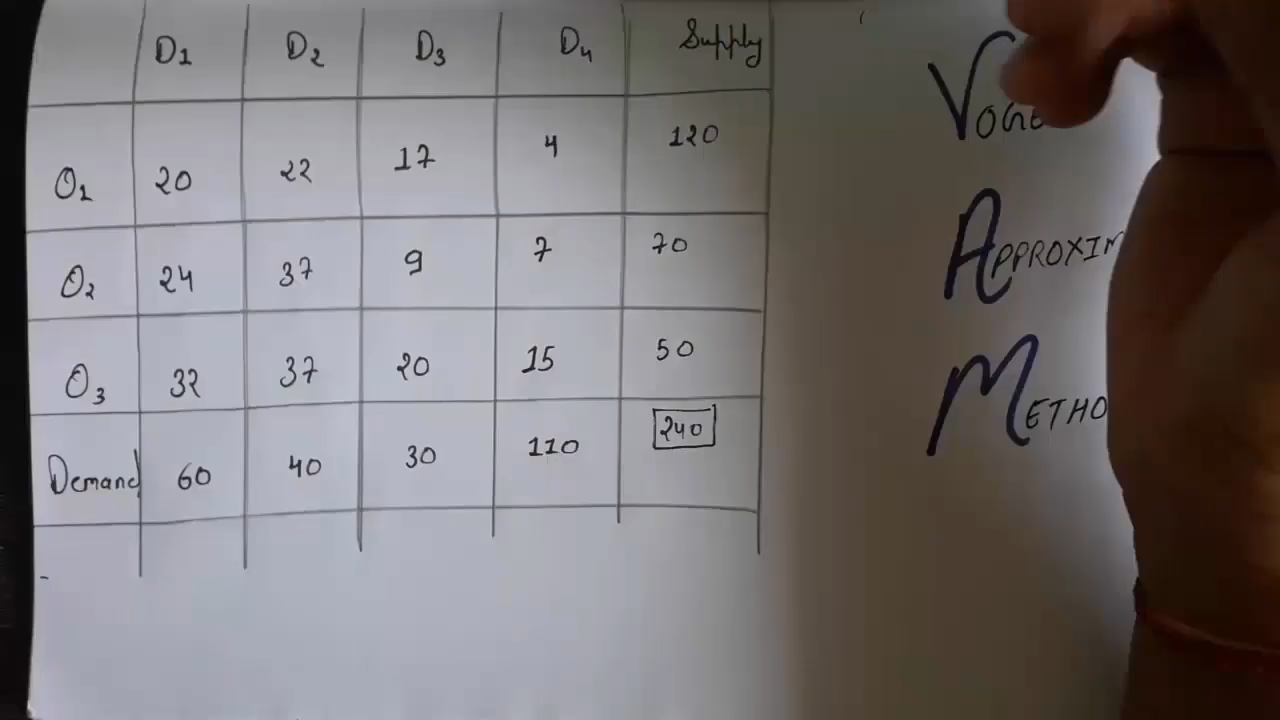 D1 D2 D3 D4 Supply
O1 20 22 17 4 120
O2 24 37 9 7 70
O3 32 37 20 15 50
Demand 60 40 30 110 240
A
METHO